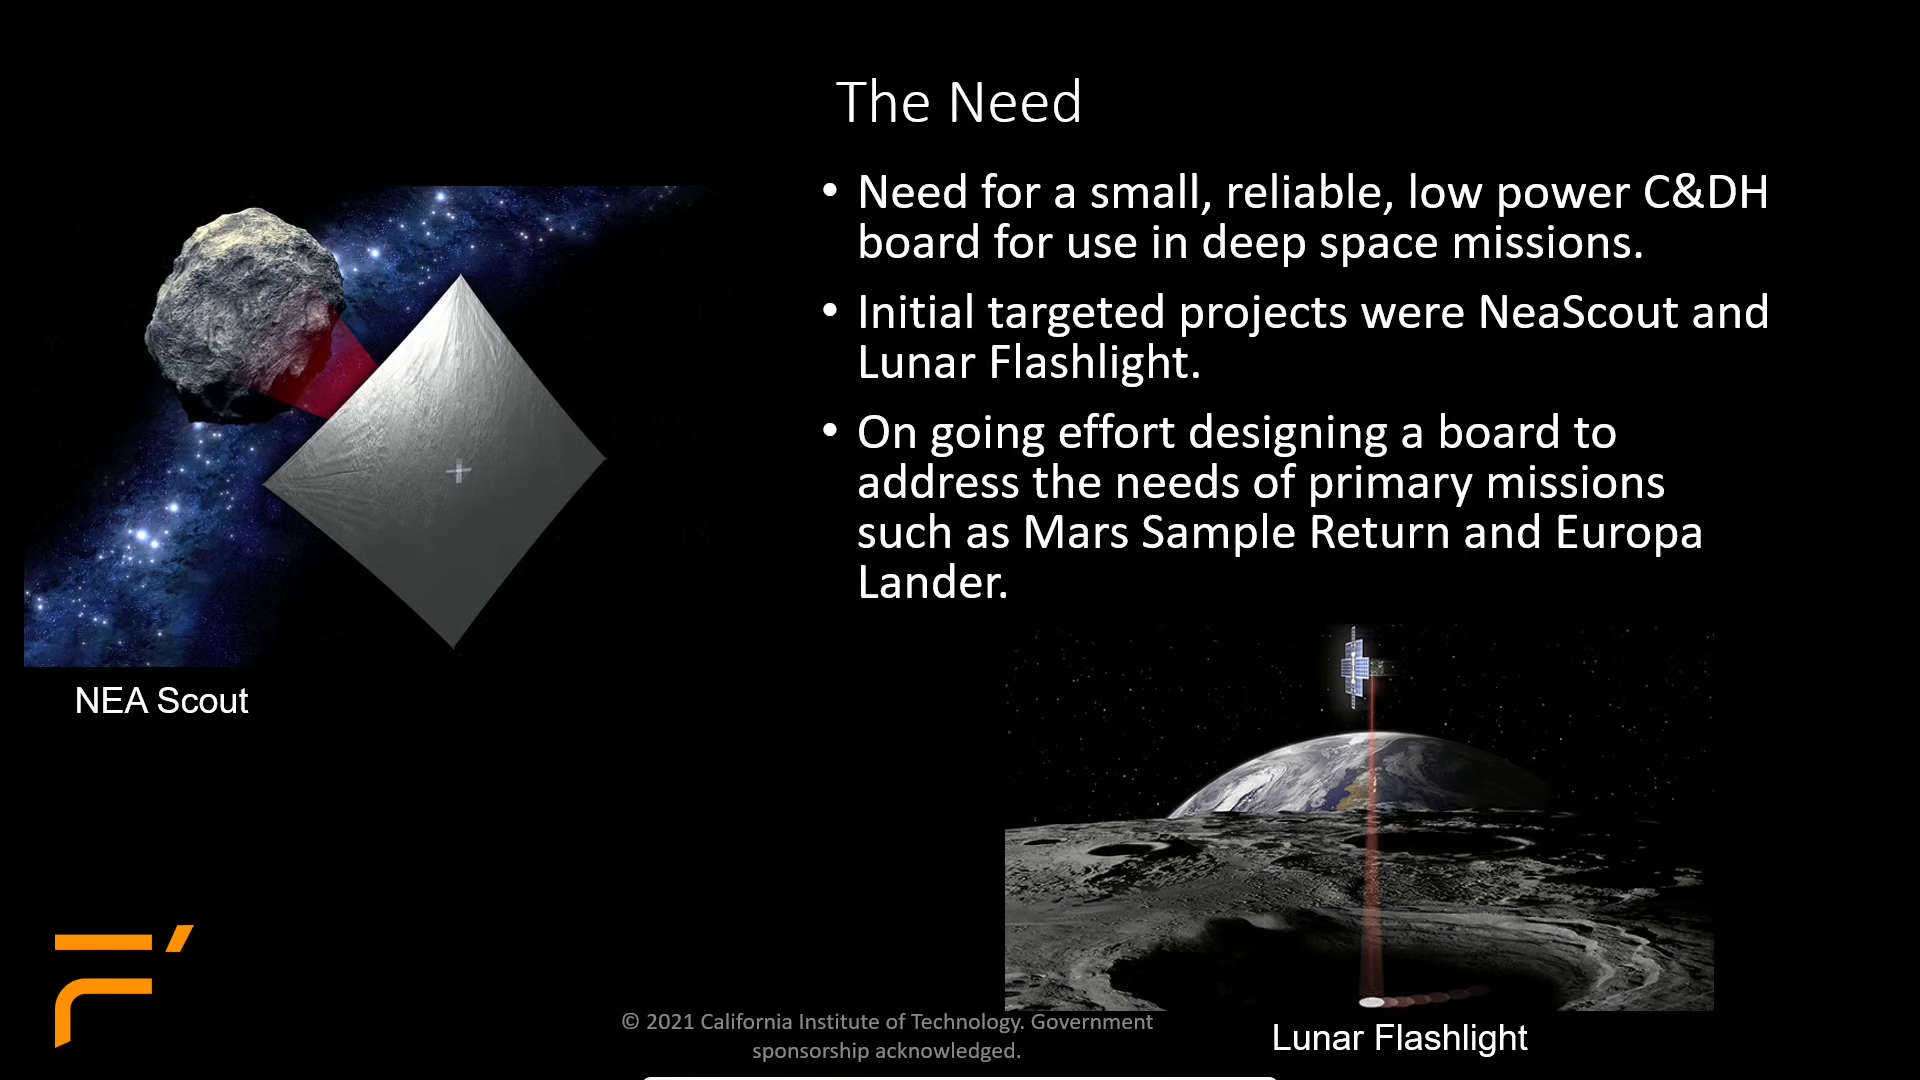 The Need
• Need for a small, reliable, low power C&DH
board for use in deep space missions.
• Initial targeted projects were NeaScout and
Lunar Flashlight.
• On going effort designing a board to
address the needs of primary missions
such as Mars Sample Return and Europa
Lander.
NEA Scout
Lunar Flashlight
© 2021 California Institute of Technology. Government
sponsorship acknowledged.